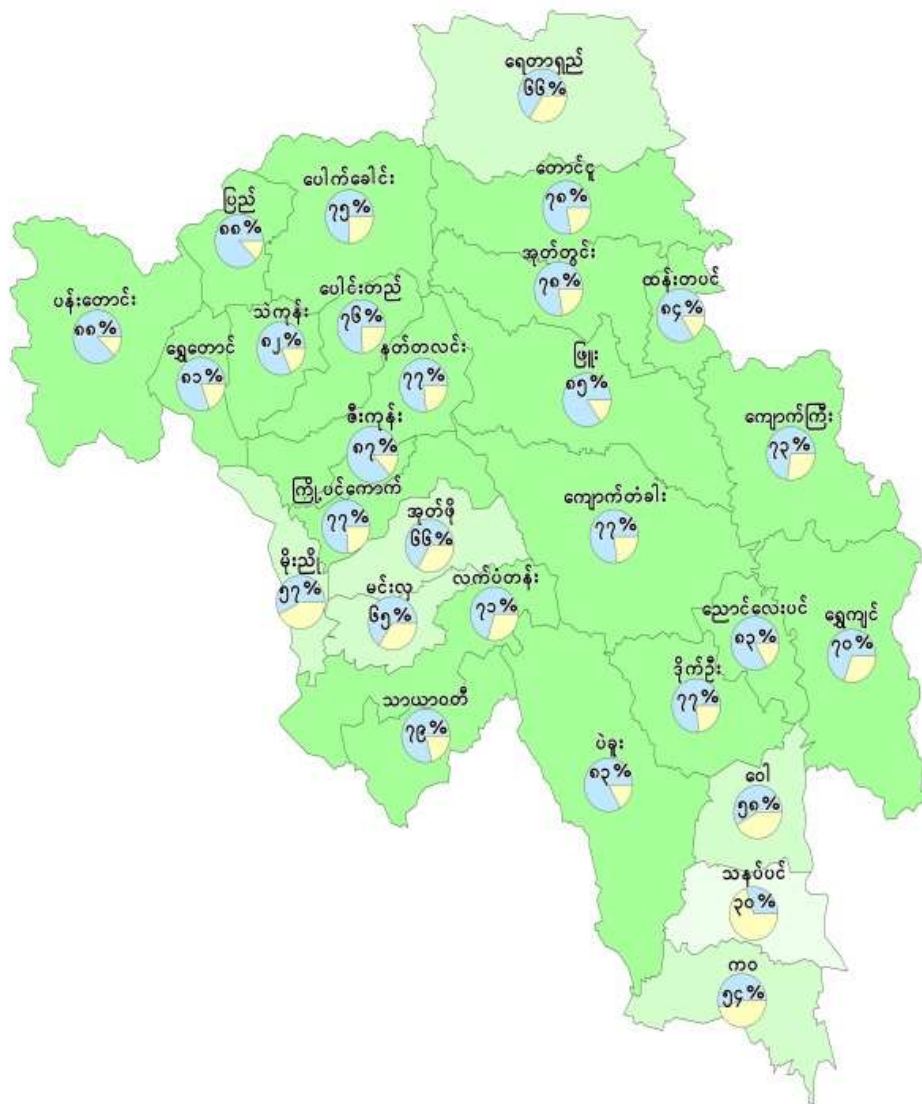 ရေတာရှည်
၆၆%
တောင်ငူ
၇၈%
ပေါက်ခေါင်း
၇၅%
ပြည်
၈၈%
အုတ်တွင်း
၇၈%
ထန်းတပင်
၈၄%
ပန်းတောင်း
၈၈%
ပေါင်းတည်
၇၆%
သဲကုန်း
၈၂%
ရွှေတောင်
၈၁%
နတ်တလင်း
၇၇%
ဖြူး
၈၅%
ကျောက်ကြီး
၇၃%
ဇီးကုန်း
၈၇%
ကြို့ပင်ကောက်
၇၇%
အုတ်ဖို
၆၆%
ကျောက်တံခါး
၇၇%
မိုးညို
၅၇%
မင်းလှ
၆၅%
လက်ပံတန်း
၇၁%
ညောင်လေးပင်
၈၃%
ရွှေကျင်
၇၀%
ဒိုက်ဦး
၇၇%
သာယာဝတီ
၇၉%
ပဲခူး
၈၃%
ဝေါ
၅၈%
သနပ်ပင်
၃၀%
ကဝ
၅၄%